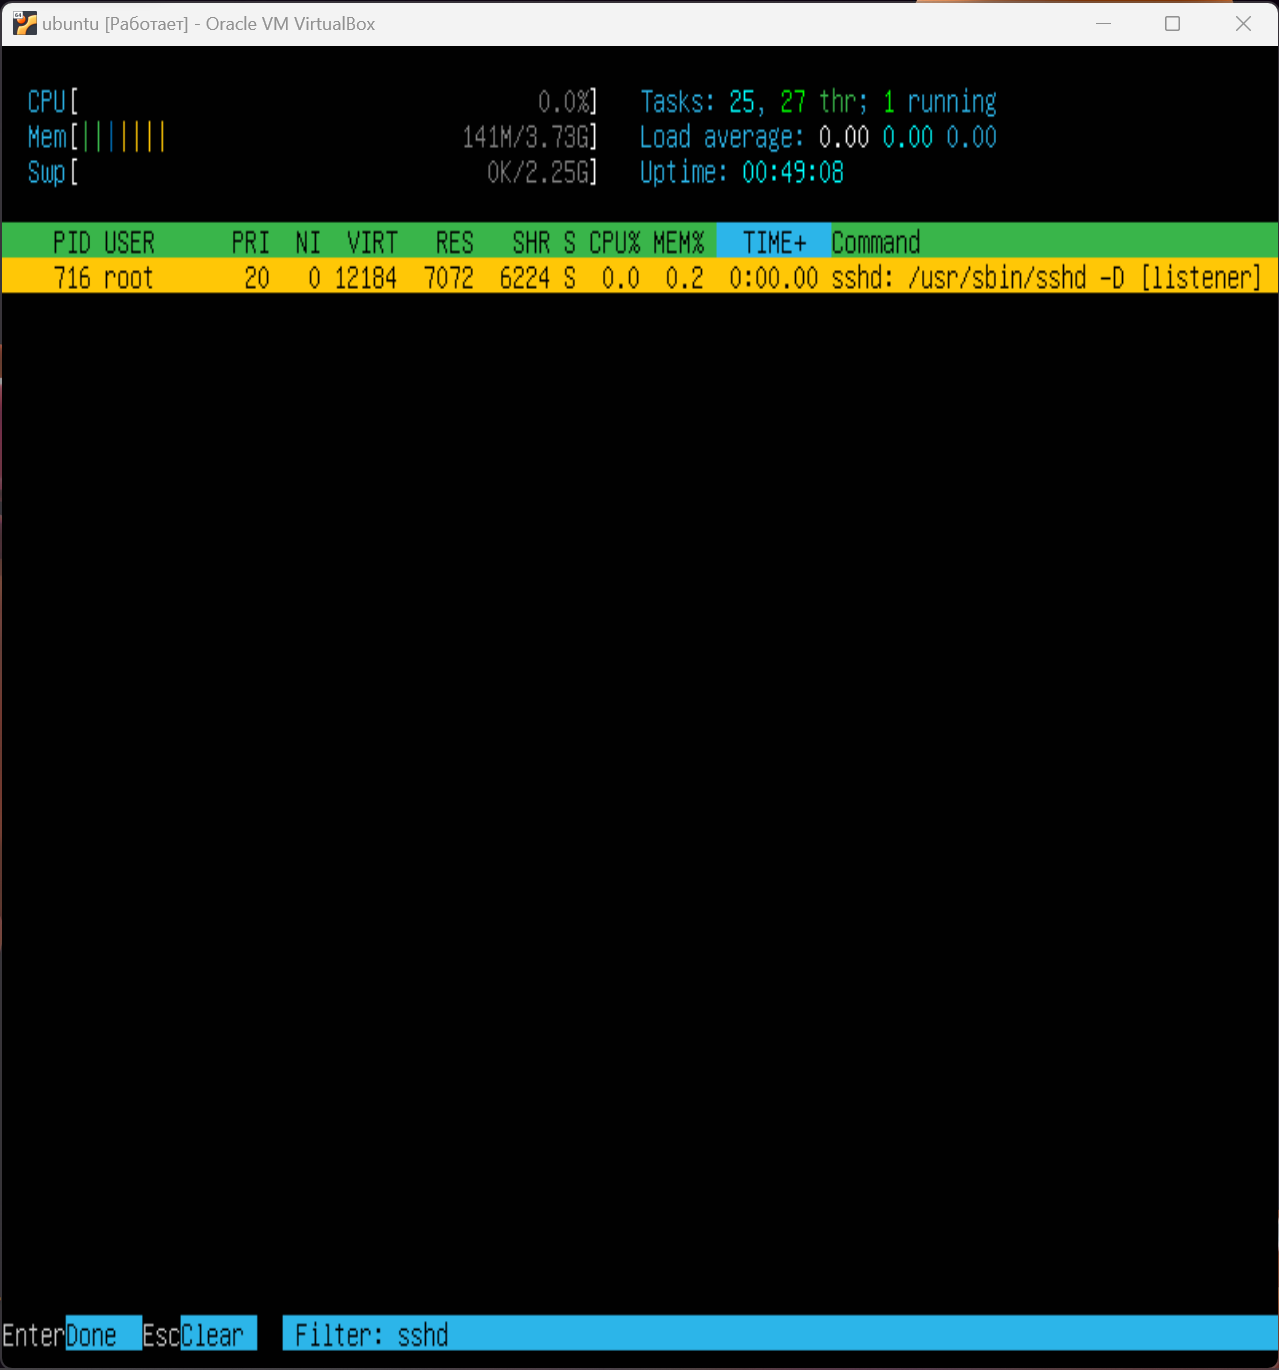 ubuntu [Работает] - Oracle VM VirtualBox
CPU[ 0.0%] Tasks: 25, 27 thr; 1 running
Mem[||||||| 141M/3.73G] Load average: 0.00 0.00 0.00
Swp[ 0K/2.25G] Uptime: 00:49:08
PID USER PRI NI VIRT RES SHR S CPU% MEM% TIME+ Command
716 root 20 0 12184 7072 6224 S 0.0 0.2 0:00.00 sshd: /usr/sbin/sshd -D [listener]
EnterDone EscClear Filter: sshd